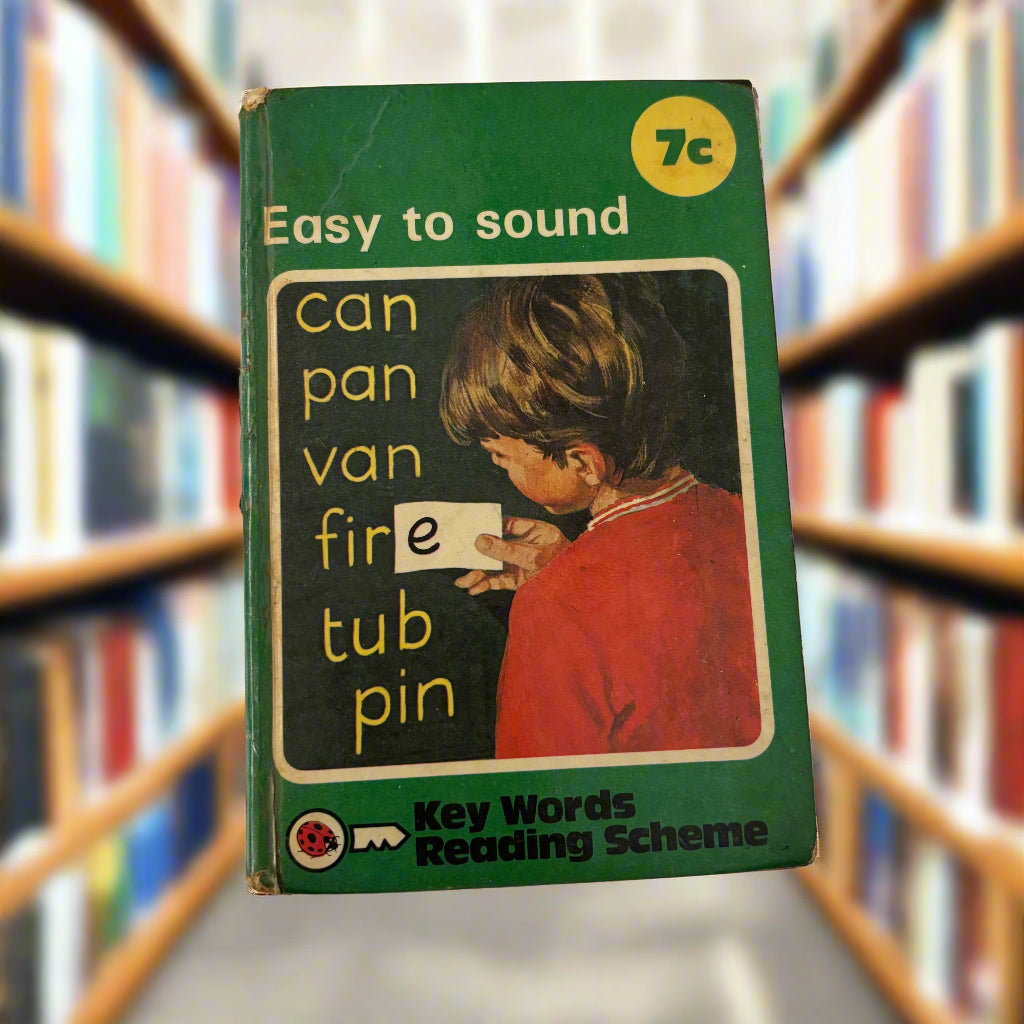 7c
Easy to sound
can
pan
van
fire
tub
pin
Key Words
Reading Scheme